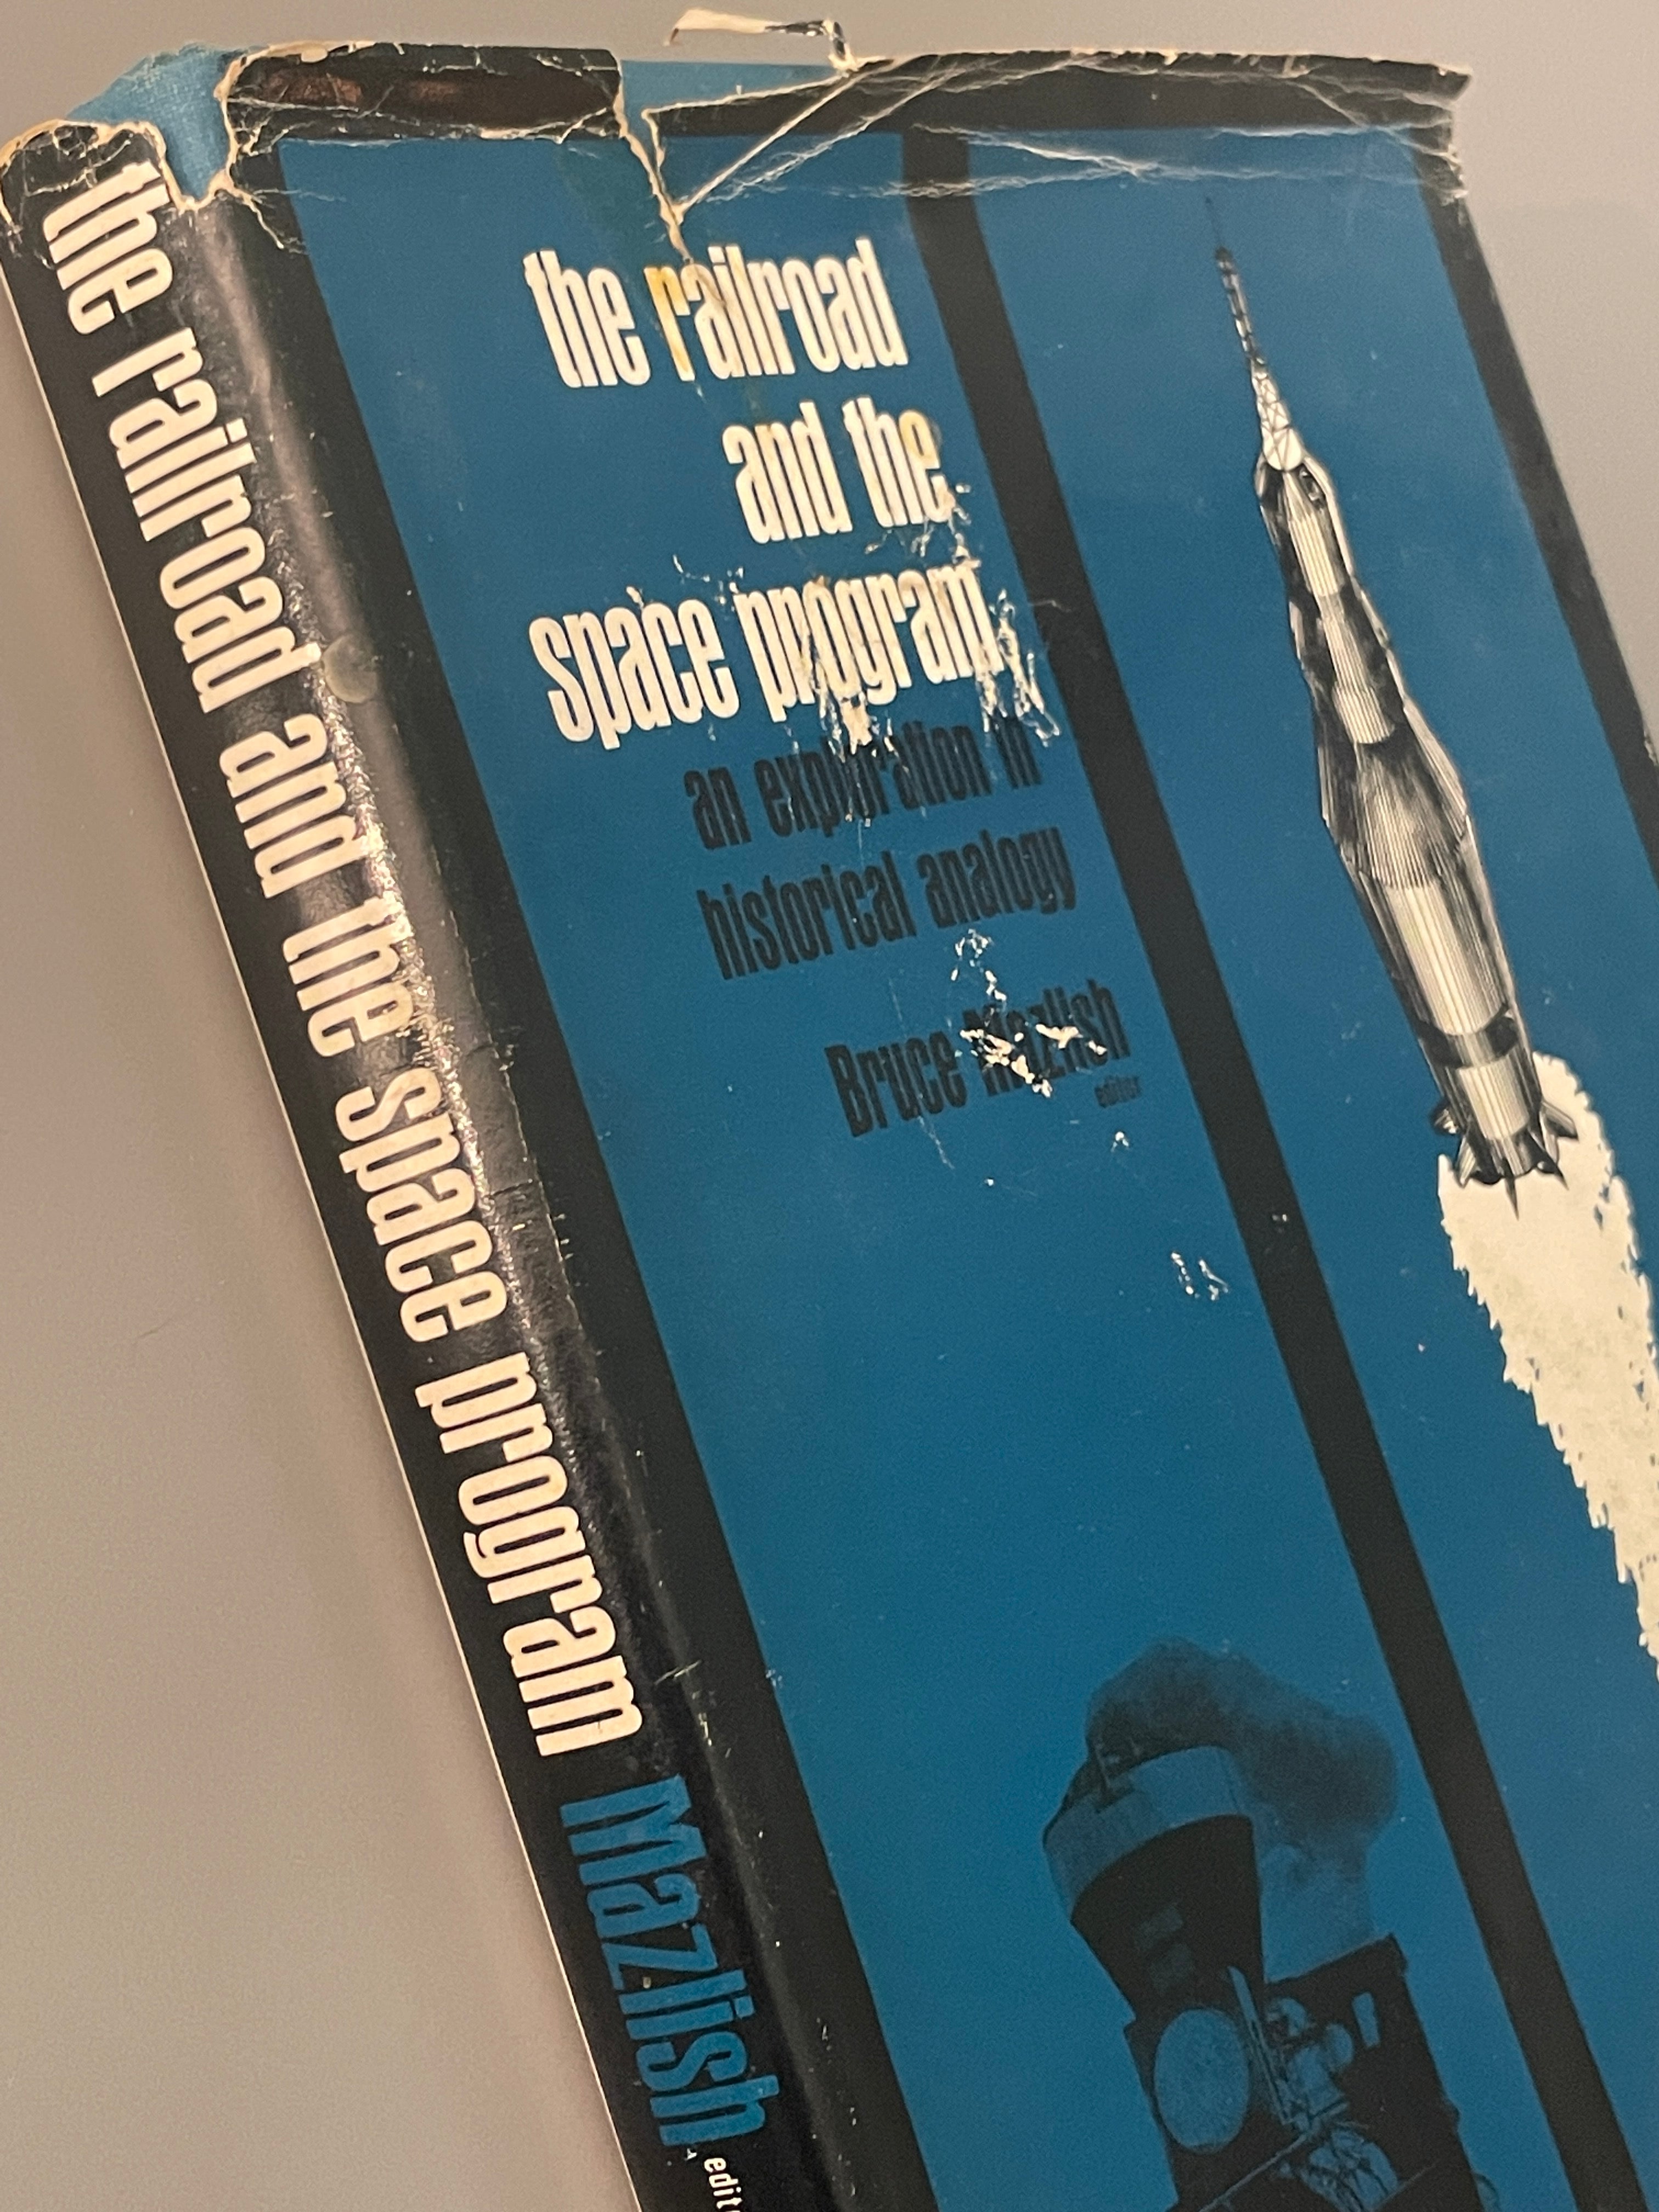 the railroad and the space program Mazlish edit
the railroad
and the
space program
an exploration in
historical analogy
Bruce Mazlish
editor